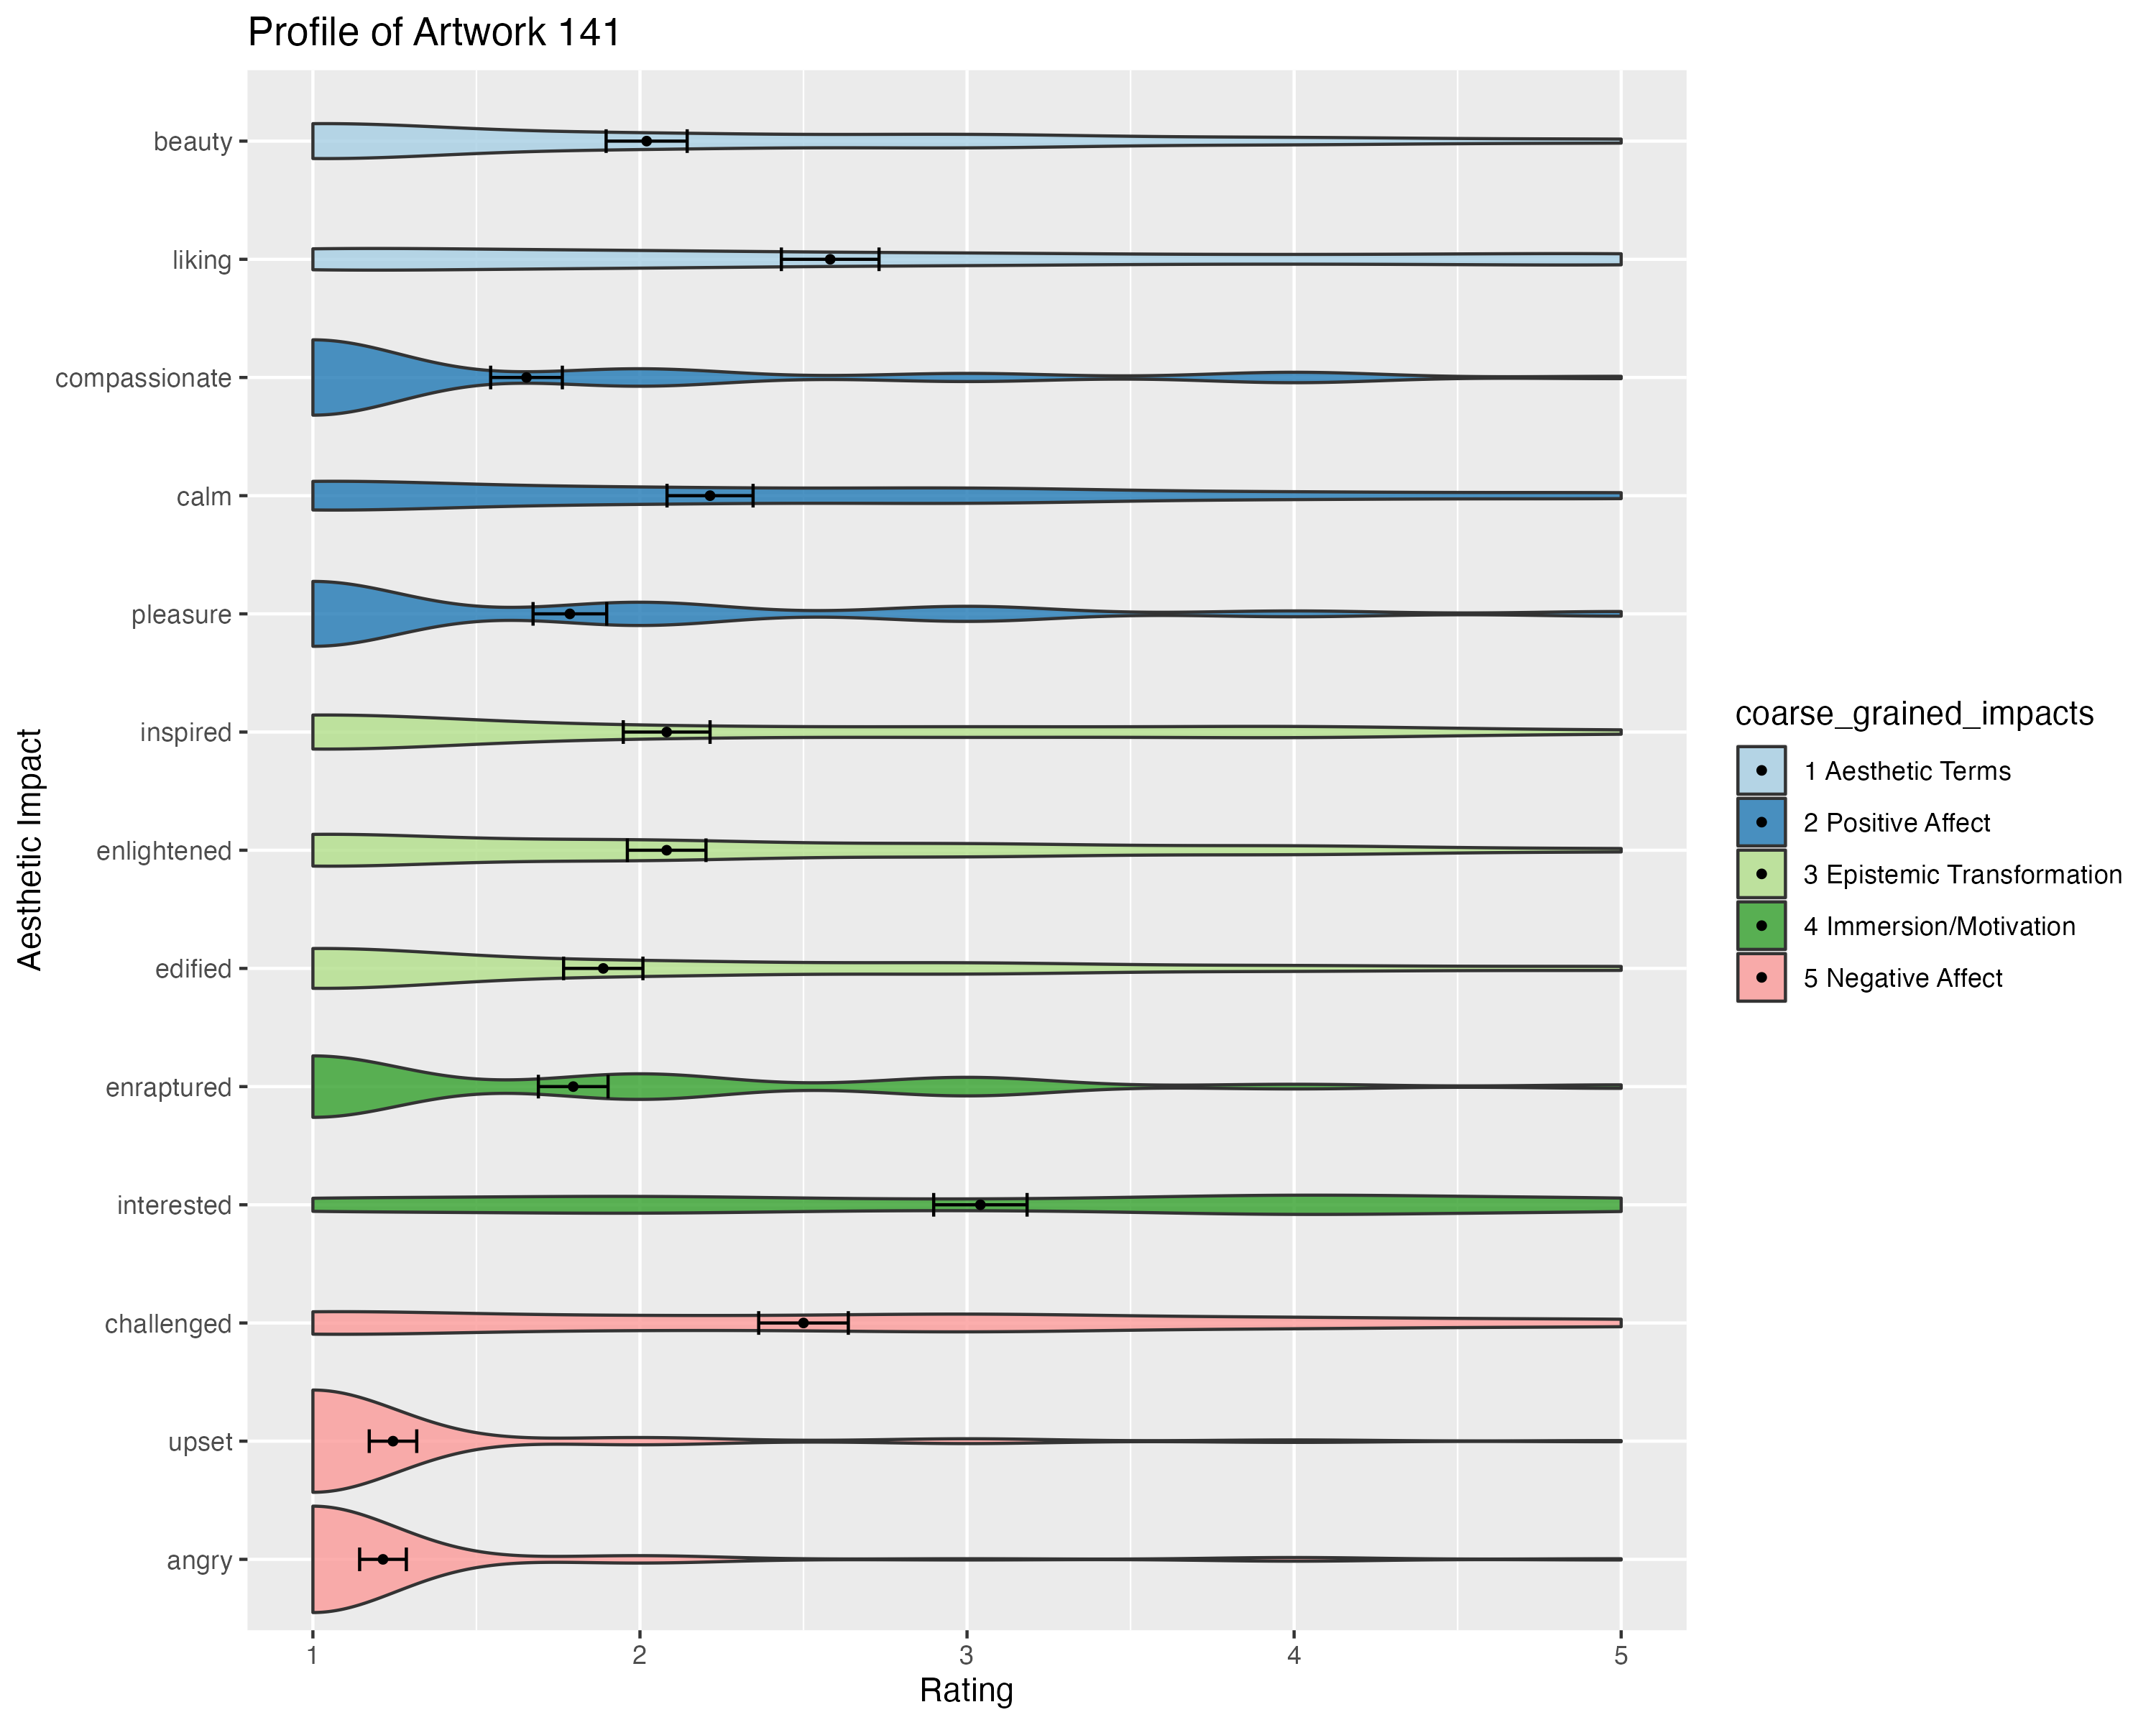 Profile of Artwork 141
beauty
liking
compassionate
calm
pleasure
inspired
enlightened
edified
enraptured
interested
challenged
upset
angry
Aesthetic Impact
1 2 3 4 5
Rating
coarse_grained_impacts
1 Aesthetic Terms
2 Positive Affect
3 Epistemic Transformation
4 Immersion/Motivation
5 Negative Affect